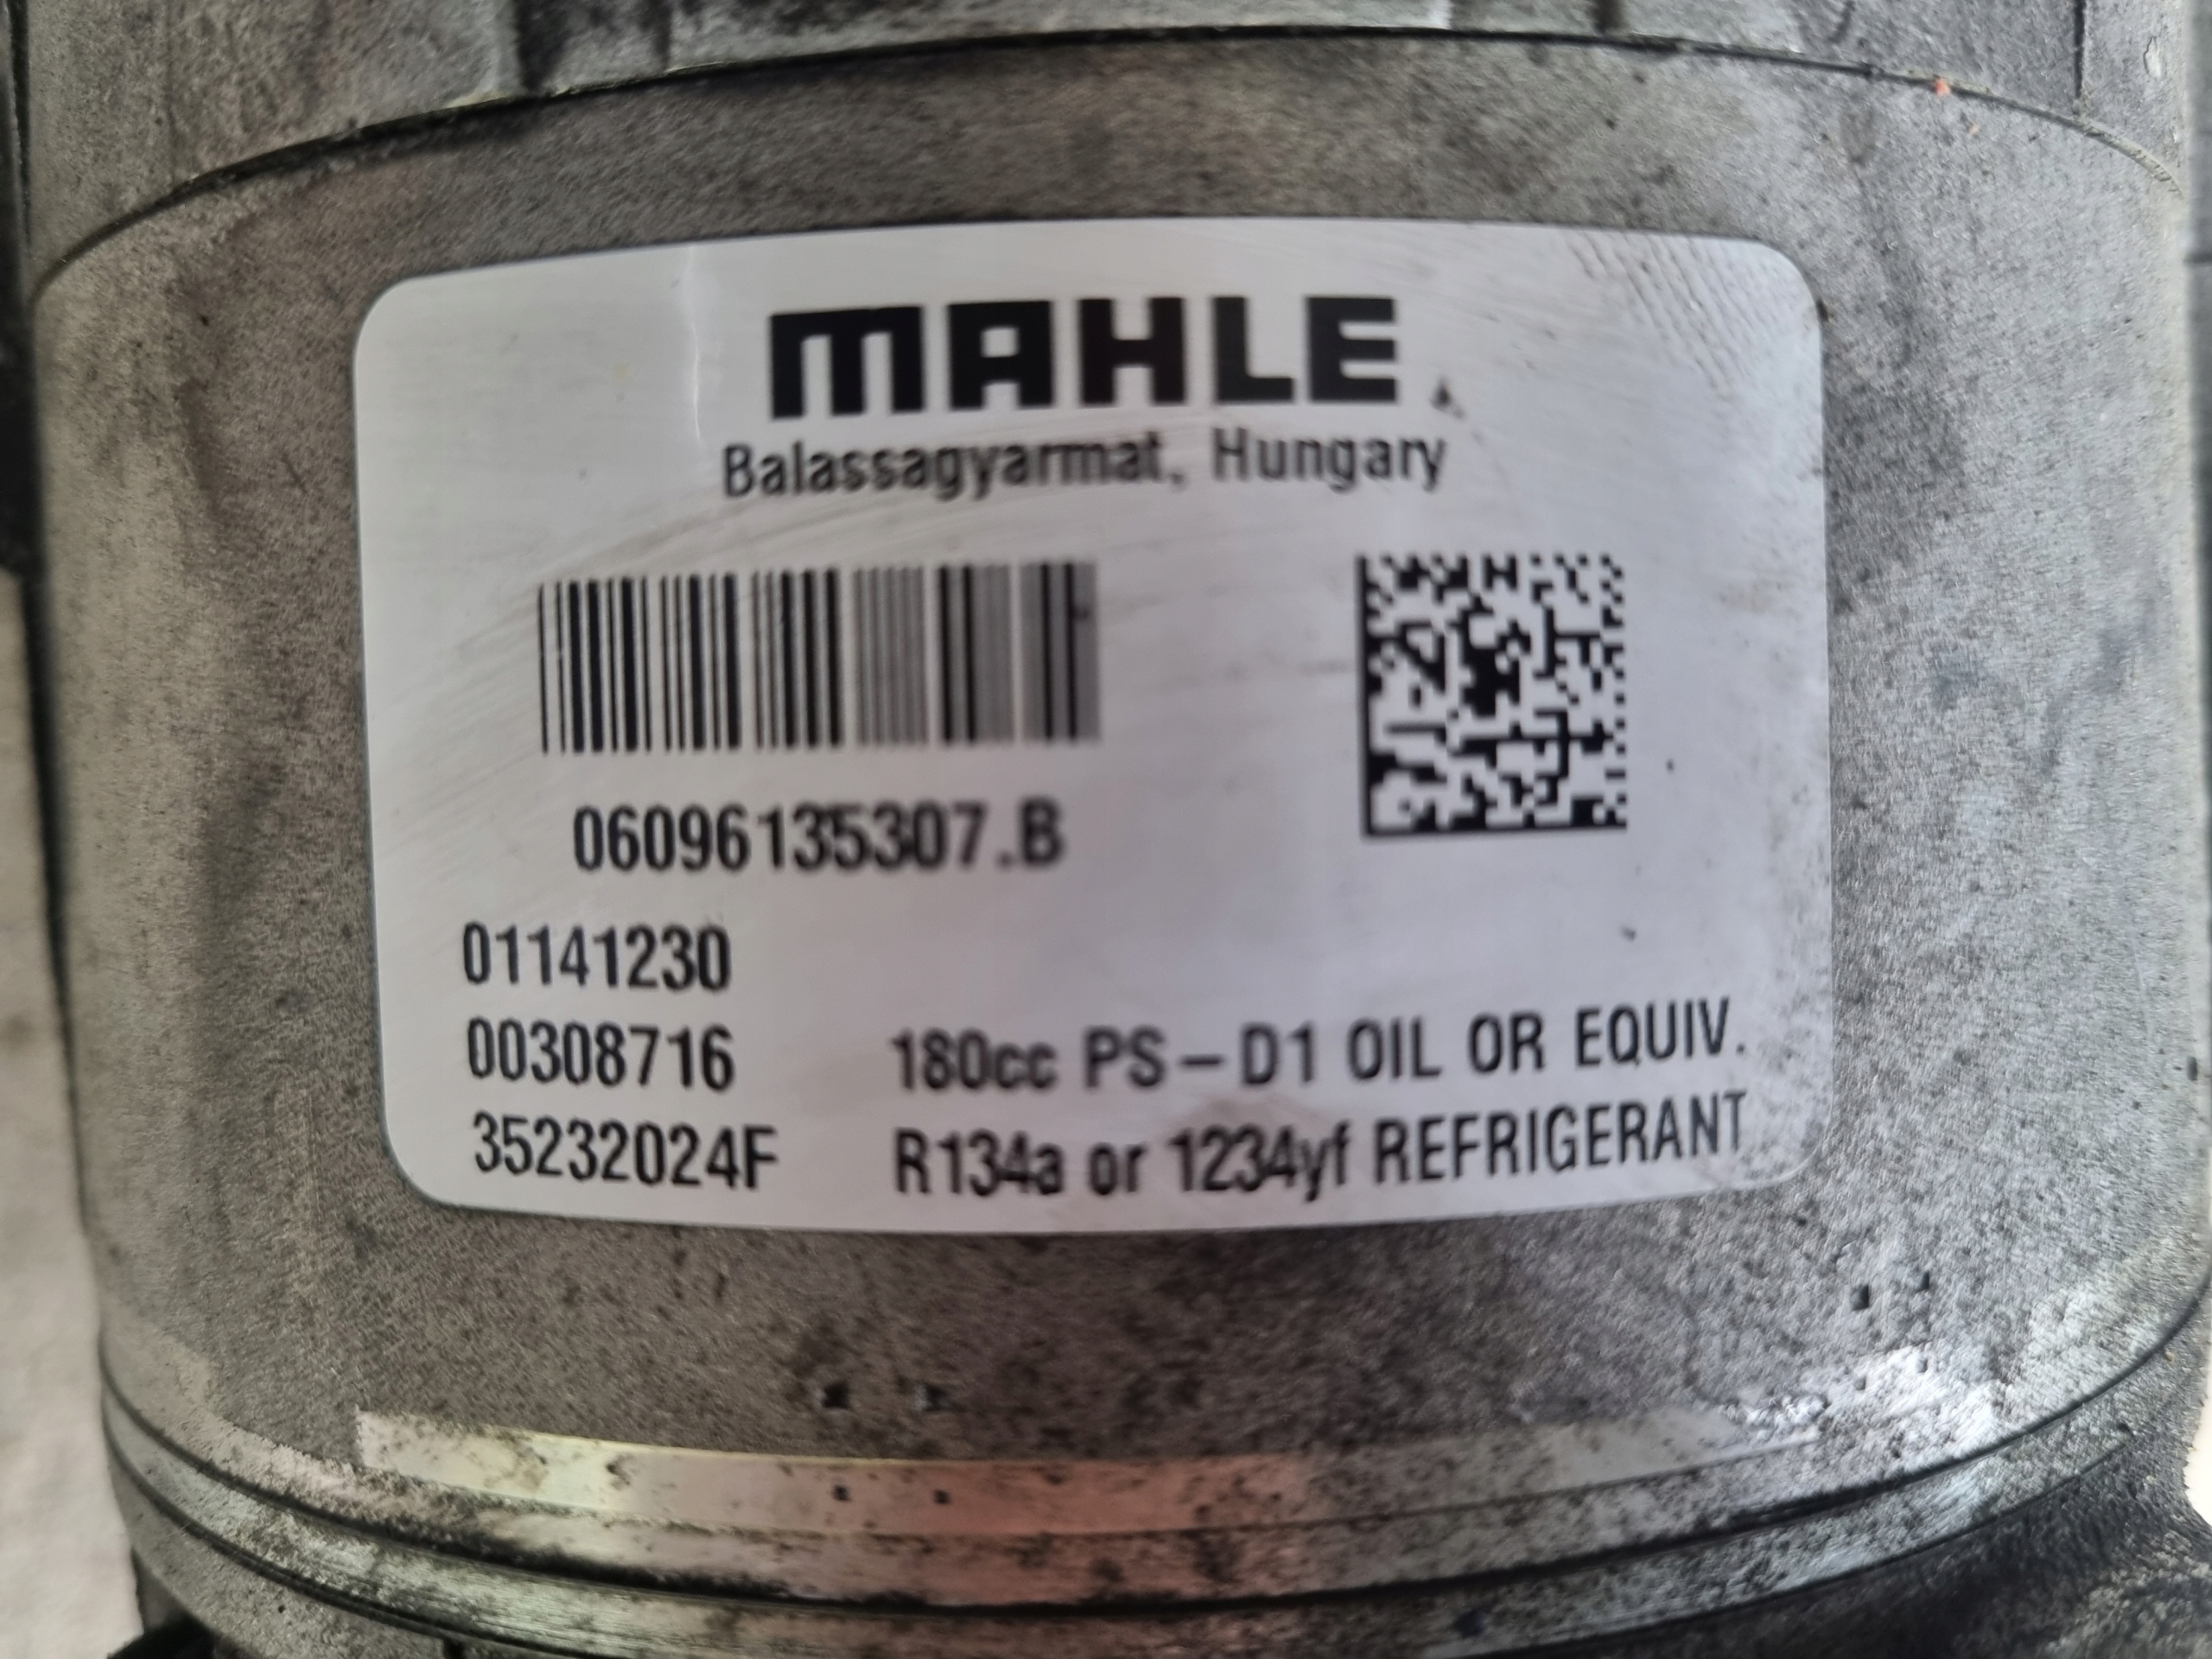 MAHLE
Balassagyarmat, Hungary
06096135307.B
01141230
00308716 180cc PS-D1 OIL OR EQUIV.
35232024F R134a or 1234yf REFRIGERANT